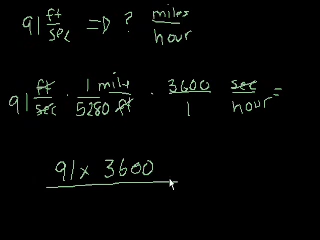 91 ft/sec => ? miles/hour
91 ft/sec · 1 mile/5280 ft · 3600/1 sec/hour =
91 x 3600